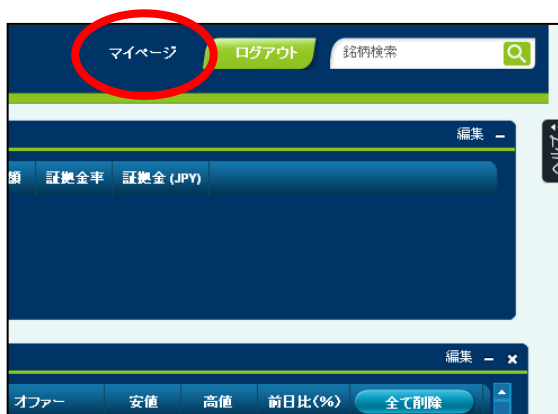 マイページ ログアウト 銘柄検索
編集
額 証拠金率 証拠金 (JPY)
編集
オファー 安値 高値 前日比(%) 全て削除